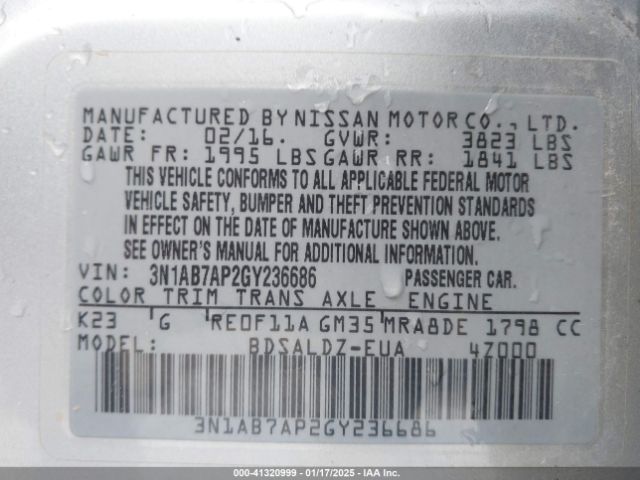 MANUFACTURED BY NISSAN MOTOR CO., LTD.
DATE: 02/16. GVWR: 3823 LBS
GAWR FR: 1995 LBS GAWR RR: 1841 LBS
THIS VEHICLE CONFORMS TO ALL APPLICABLE FEDERAL MOTOR
VEHICLE SAFETY, BUMPER AND THEFT PREVENTION STANDARDS
IN EFFECT ON THE DATE OF MANUFACTURE SHOWN ABOVE.
SEE OWNER'S MANUAL FOR ADDITIONAL INFORMATION.
VIN: 3N1AB7AP2GY236686 PASSENGER CAR.
COLOR TRIM TRANS AXLE ENGINE
K23 G RE0F11A GM35 MRA8DE 1798 CC
MODEL: BDSALDZ-EUA 4Z000
3N1AB7AP2GY236686
000-41320999 — 01/17/2025 — IAAI.COM